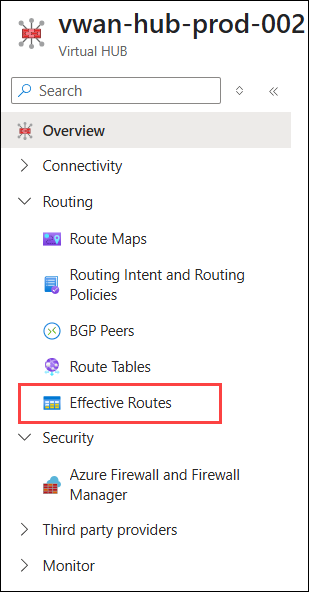 vwan-hub-prod-002
Virtual HUB
Search
Overview
Connectivity
Routing
Route Maps
Routing Intent and Routing
Policies
BGP Peers
Route Tables
Effective Routes
Security
Azure Firewall and Firewall
Manager
Third party providers
Monitor